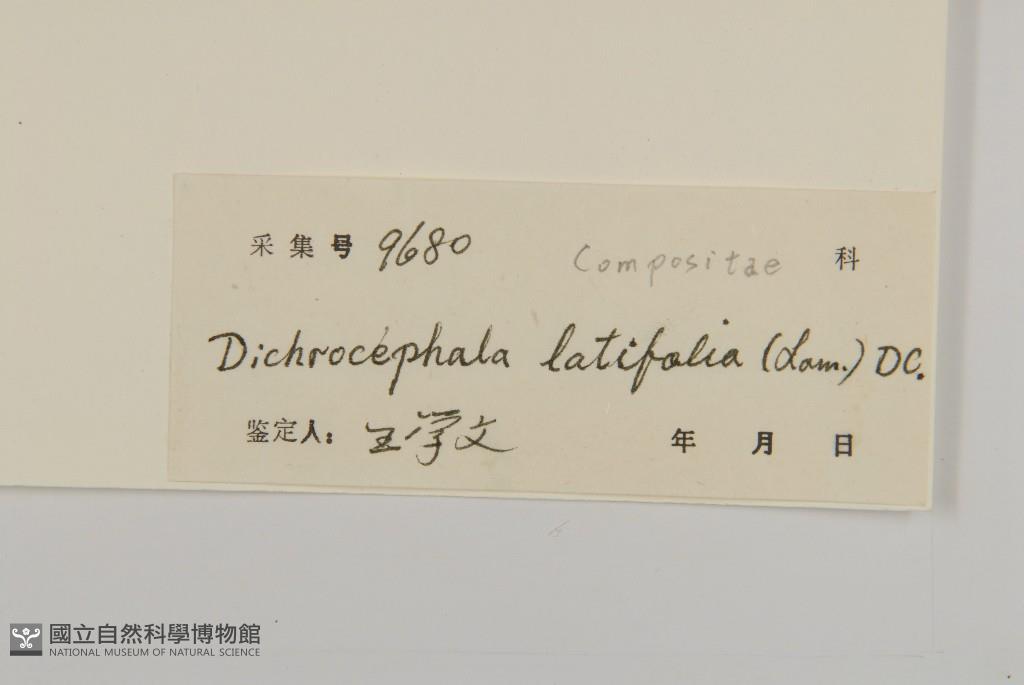 采集号 9680 Compositae 科
Dichrocéphala latifolia (Lam.) DC.
鉴定人: 王学文 年 月 日
國立自然科學博物館
NATIONAL MUSEUM OF NATURAL SCIENCE